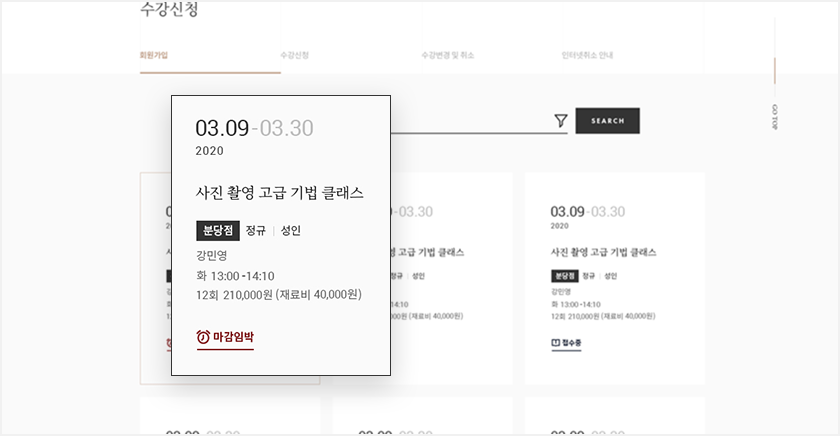 수강신청
회원가입
수강신청
수강변경 및 취소
인터넷취소 안내
GO TOP
SEARCH
03.09-03.30
2020
사진 촬영 고급 기법 클래스
분당점 정규 성인
강민영
화 13:00 -14:10
12회 210,000원 (재료비 40,000원)
마감임박
-03.30
고급 기법 클래스
정규 성인
14:10
00원 (재료비 40,000원)
03.09-03.30
2020
사진 촬영 고급 기법 클래스
분당점 정규 성인
강민영
화 13:00 -14:10
12회 210,000원 (재료비 40,000원)
접수중